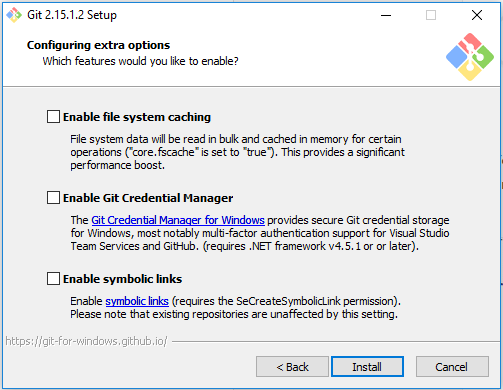 Git 2.15.1.2 Setup
Configuring extra options
Which features would you like to enable?
Enable file system caching
File system data will be read in bulk and cached in memory for certain
operations ("core.fscache" is set to "true"). This provides a significant
performance boost.
Enable Git Credential Manager
The Git Credential Manager for Windows provides secure Git credential storage
for Windows, most notably multi-factor authentication support for Visual Studio
Team Services and GitHub. (requires .NET framework v4.5.1 or or later).
Enable symbolic links
Enable symbolic links (requires the SeCreateSymbolicLink permission).
Please note that existing repositories are unaffected by this setting.
https://git-for-windows.github.io/
< Back Install Cancel